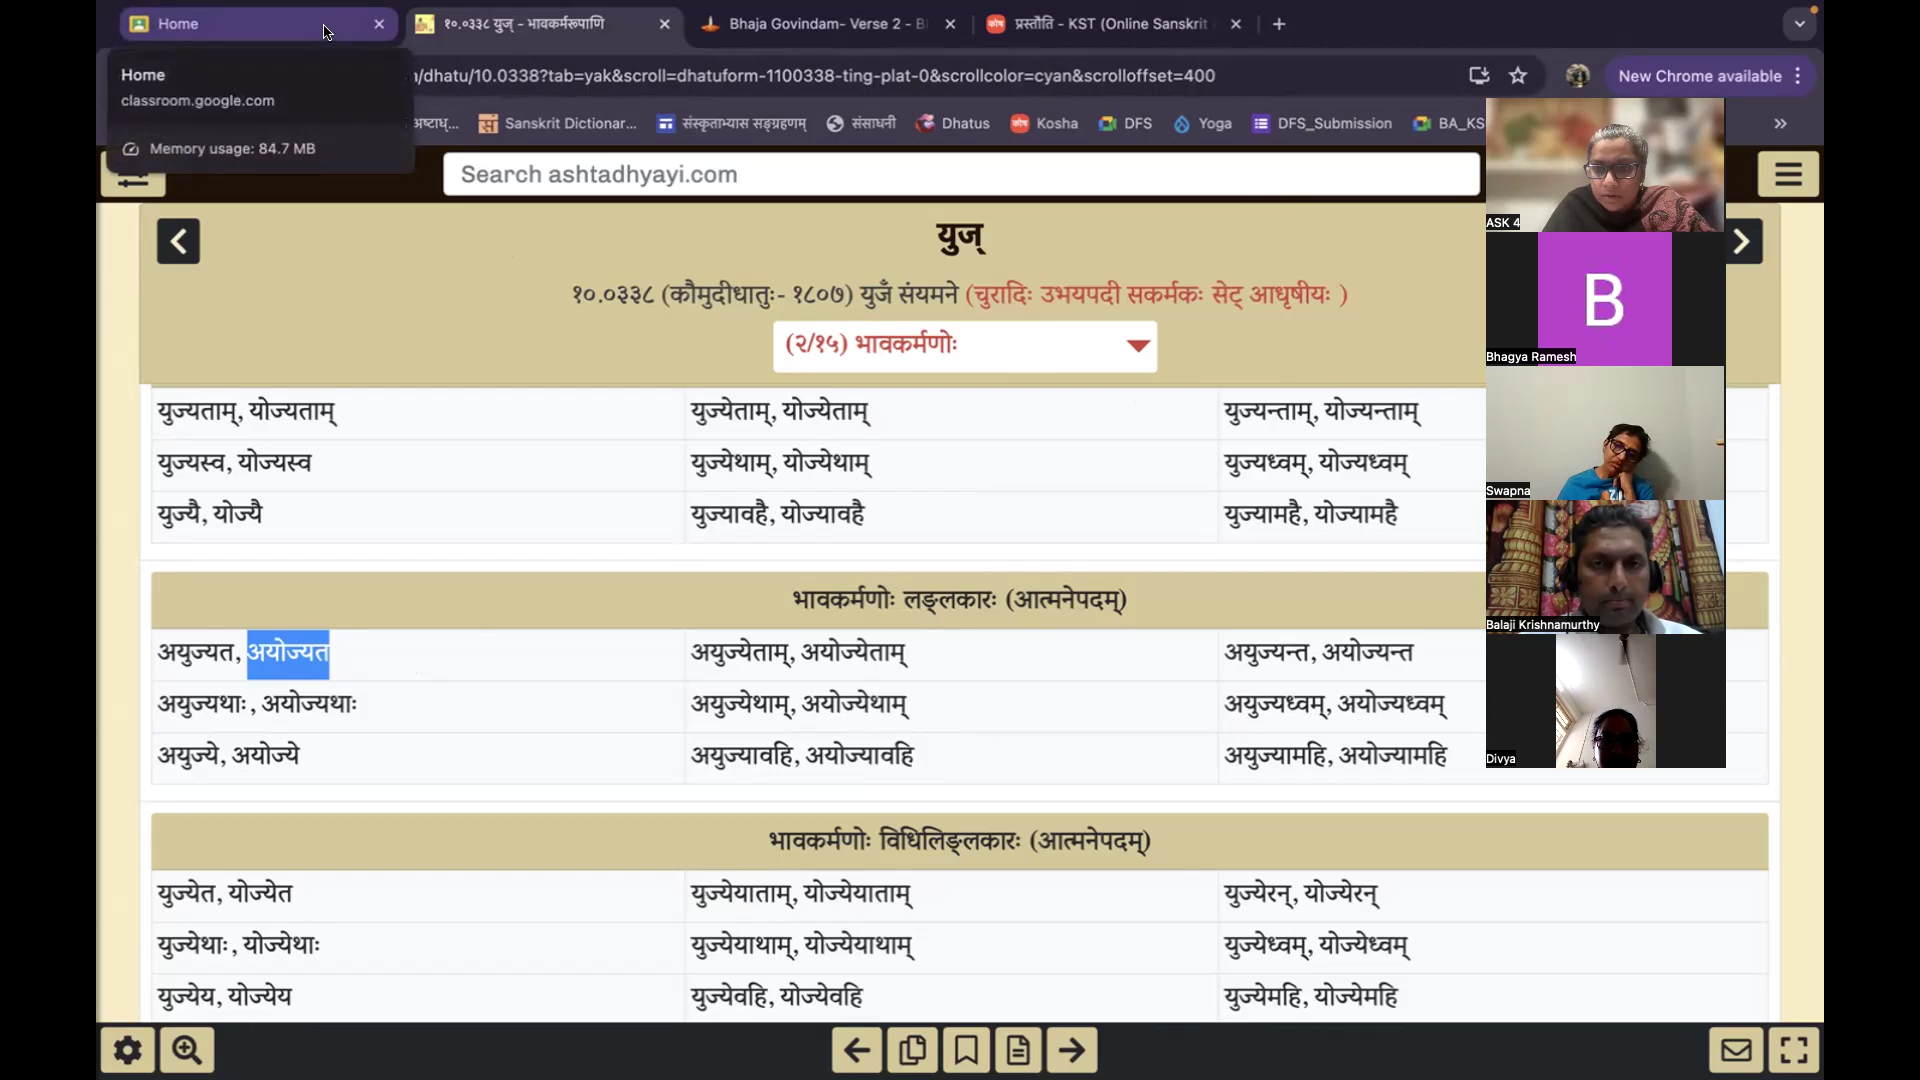 Home
१०.०३३८ युज् - भावकर्मरूपाणि
Bhaja Govindam- Verse 2 - B
प्रस्तौति - KST (Online Sanskrit
Home
classroom.google.com
Memory usage: 84.7 MB
/dhatu/10.0338?tab=yak&scroll=dhatuform-1100338-ting-plat-0&scrollcolor=cyan&scrolloffset=400
New Chrome available
अष्टाध्...
Sanskrit Dictionar...
संस्कृताभ्यास सङ्ग्रहणम्
संसाधनी
Dhatus
Kosha
DFS
Yoga
DFS_Submission
BA_KS
Search ashtadhyayi.com
युज्
१०.०३३८ (कौमुदीधातुः- १८०७) युजँ संयमने (चुरादिः उभयपदी सकर्मकः सेट् आधृषीयः )
(२/१५) भावकर्मणोः
युज्यताम्, योज्यताम् युज्येताम्, योज्येताम् युज्यन्ताम्, योज्यन्ताम्
युज्यस्व, योज्यस्व युज्येथाम्, योज्येथाम् युज्यध्वम्, योज्यध्वम्
युज्यै, योज्यै युज्यावहै, योज्यावहै युज्यामहै, योज्यामहै
भावकर्मणोः लङ्लकारः (आत्मनेपदम्)
अयुज्यत, अयोज्यत अयुज्येताम्, अयोज्येताम् अयुज्यन्त, अयोज्यन्त
अयुज्यथाः, अयोज्यथाः अयुज्येथाम्, अयोज्येथाम् अयुज्यध्वम्, अयोज्यध्वम्
अयुज्ये, अयोज्ये अयुज्यावहि, अयोज्यावहि अयुज्यामहि, अयोज्यामहि
भावकर्मणोः विधिलिङ्लकारः (आत्मनेपदम्)
युज्येत, योज्येत युज्येयाताम्, योज्येयाताम् युज्येरन्, योज्येरन्
युज्येथाः, योज्येथाः युज्येयाथाम्, योज्येयाथाम् युज्येध्वम्, योज्येध्वम्
युज्येय, योज्येय युज्येवहि, योज्येवहि युज्येमहि, योज्येमहि
ASK 4
B
Bhagya Ramesh
Swapna
Balaji Krishnamurthy
Divya